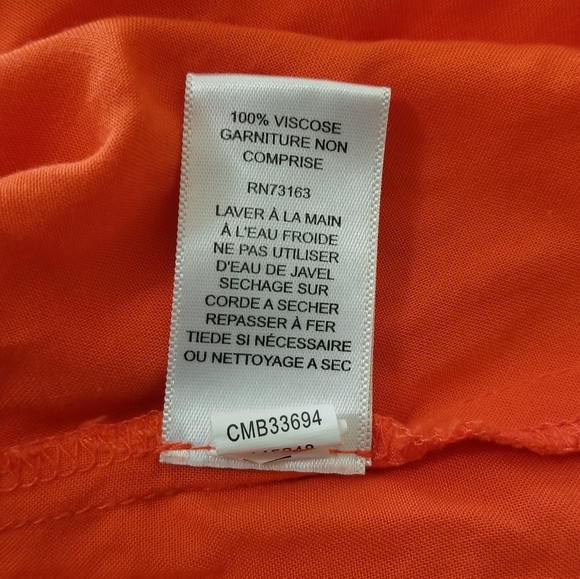 100% VISCOSE
GARNITURE NON
COMPRISE
RN73163
LAVER À LA MAIN
À L'EAU FROIDE
NE PAS UTILISER
D'EAU DE JAVEL
SECHAGE SUR
CORDE A SECHER
REPASSER À FER
TIEDE SI NÉCESSAIRE
OU NETTOYAGE A SEC
CMB33694